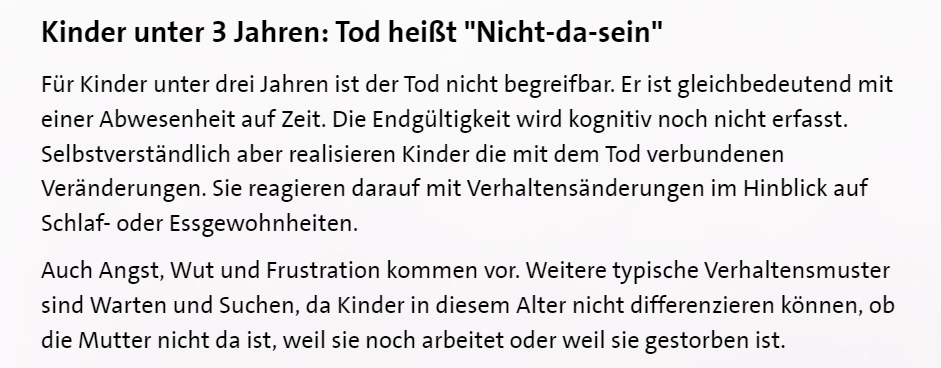 Kinder unter 3 Jahren: Tod heißt "Nicht-da-sein"
Für Kinder unter drei Jahren ist der Tod nicht begreifbar. Er ist gleichbedeutend mit
einer Abwesenheit auf Zeit. Die Endgültigkeit wird kognitiv noch nicht erfasst.
Selbstverständlich aber realisieren Kinder die mit dem Tod verbundenen
Veränderungen. Sie reagieren darauf mit Verhaltensänderungen im Hinblick auf
Schlaf- oder Essgewohnheiten.
Auch Angst, Wut und Frustration kommen vor. Weitere typische Verhaltensmuster
sind Warten und Suchen, da Kinder in diesem Alter nicht differenzieren können, ob
die Mutter nicht da ist, weil sie noch arbeitet oder weil sie gestorben ist.